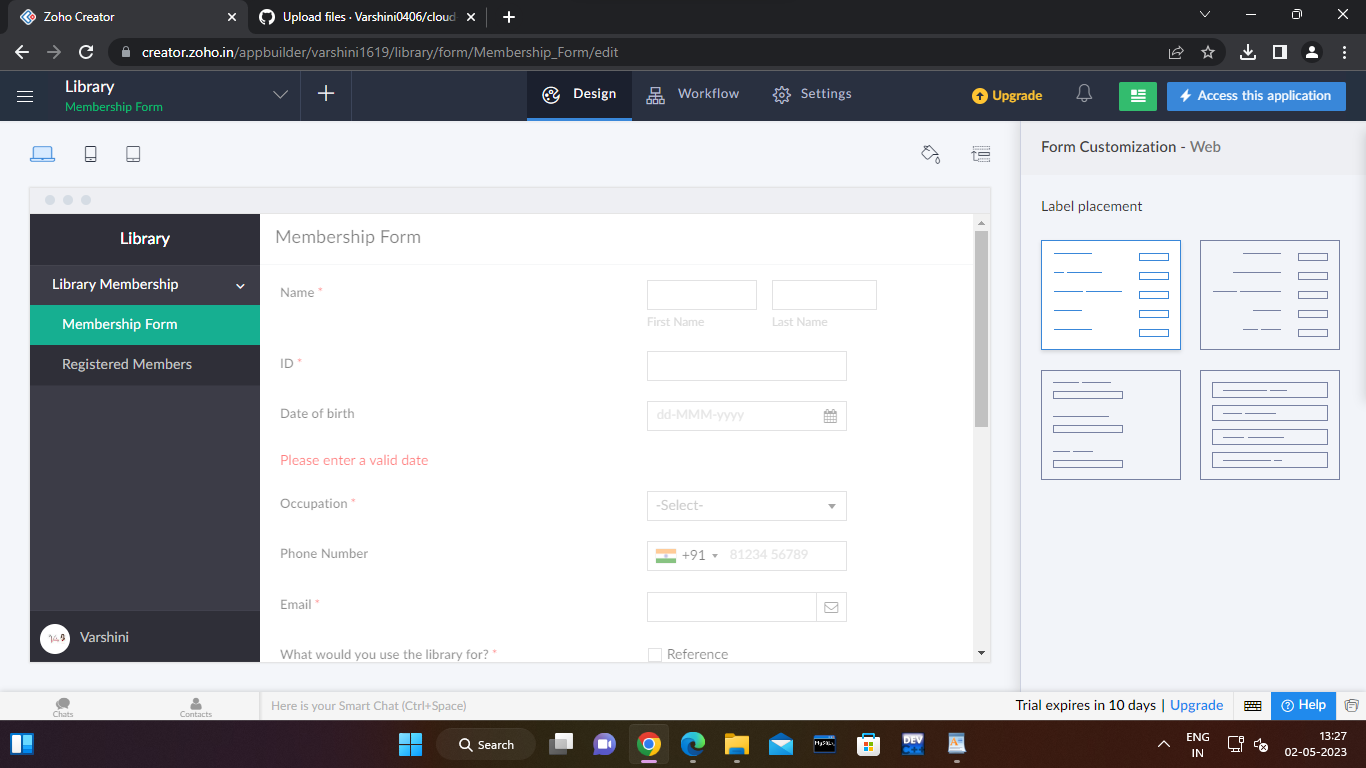 Zoho Creator
Upload files · Varshini0406/cloud
creator.zoho.in/appbuilder/varshini1619/library/form/Membership_Form/edit
Library
Membership Form
Design
Workflow
Settings
Upgrade
Access this application
Form Customization - Web
Label placement
Library
Library Membership
Membership Form
Registered Members
Varshini
Membership Form
Name *
First Name
Last Name
ID *
Date of birth
dd-MMM-yyyy
Please enter a valid date
Occupation *
-Select-
Phone Number
+91
81234 56789
Email *
What would you use the library for? *
Reference
Chats
Contacts
Here is your Smart Chat (Ctrl+Space)
Trial expires in 10 days | Upgrade
Help
Search
MySQL
DEV
ENG
IN
13:27
02-05-2023